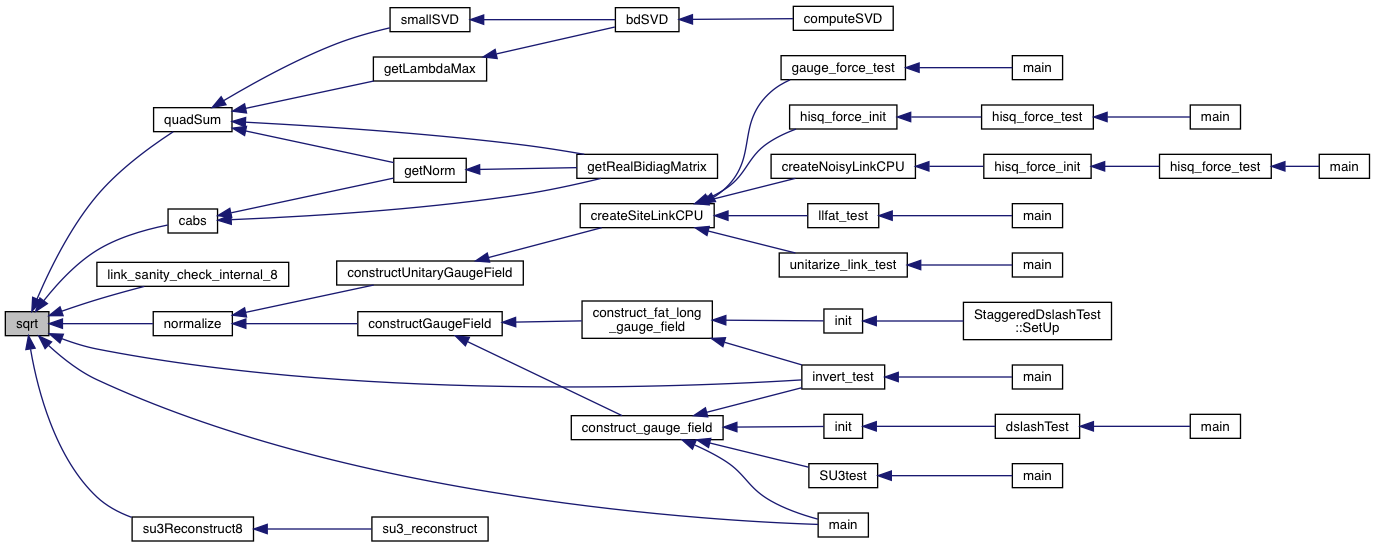 smallSVD
bdSVD
computeSVD
getLambdaMax
gauge_force_test
main
quadSum
hisq_force_init
hisq_force_test
main
getNorm
getRealBidiagMatrix
createNoisyLinkCPU
hisq_force_init
hisq_force_test
main
cabs
createSiteLinkCPU
llfat_test
main
link_sanity_check_internal_8
constructUnitaryGaugeField
unitarize_link_test
main
sqrt
normalize
constructGaugeField
construct_fat_long
_gauge_field
init
StaggeredDslashTest
::SetUp
invert_test
main
construct_gauge_field
init
dslashTest
main
SU3test
main
su3Reconstruct8
su3_reconstruct
main